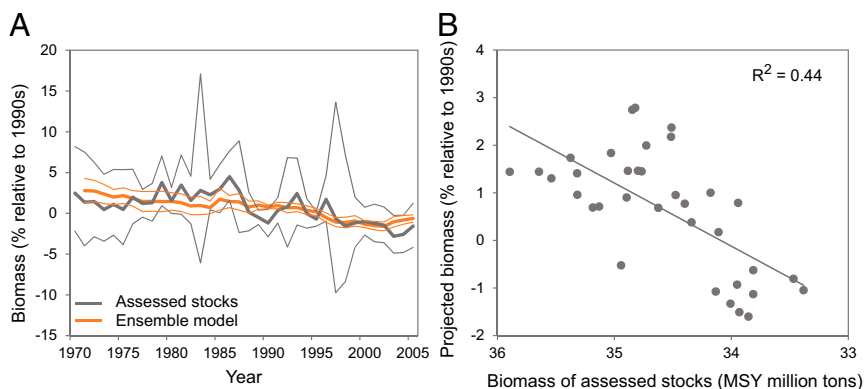 A
B
20
15
10
5
0
-5
-10
-15
Biomass (% relative to 1990s)
Assessed stocks
Ensemble model
1970 1975 1980 1985 1990 1995 2000 2005
Year
4
3
2
1
0
-1
-2
Projected biomass (% relative to 1990s)
R² = 0.44
36 35 34 33
Biomass of assessed stocks (MSY million tons)